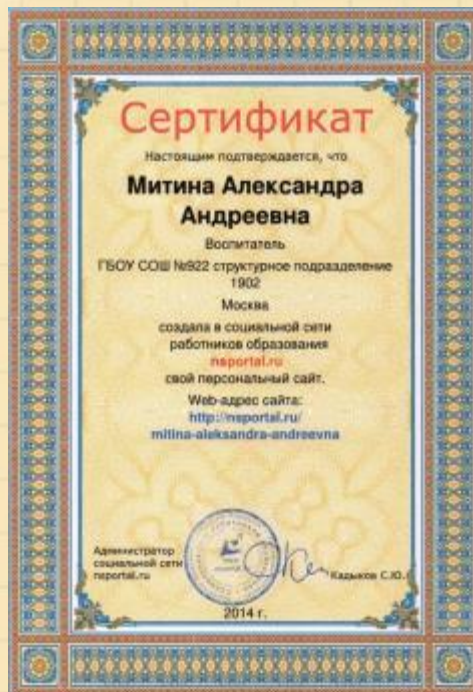 Сертификат
Настоящим подтверждается, что
Митина Александра
Андреевна
Воспитатель
ГБОУ СОШ №922 структурное подразделение
1902
Москва
создала в социальной сети
работников образования
nsportal.ru
свой персональный сайт.
Web-адрес сайта:
http://nsportal.ru/
mitina-aleksandra-andreevna
Администратор
социальной сети
nsportal.ru
Кадыков С.Ю.
2014 г.